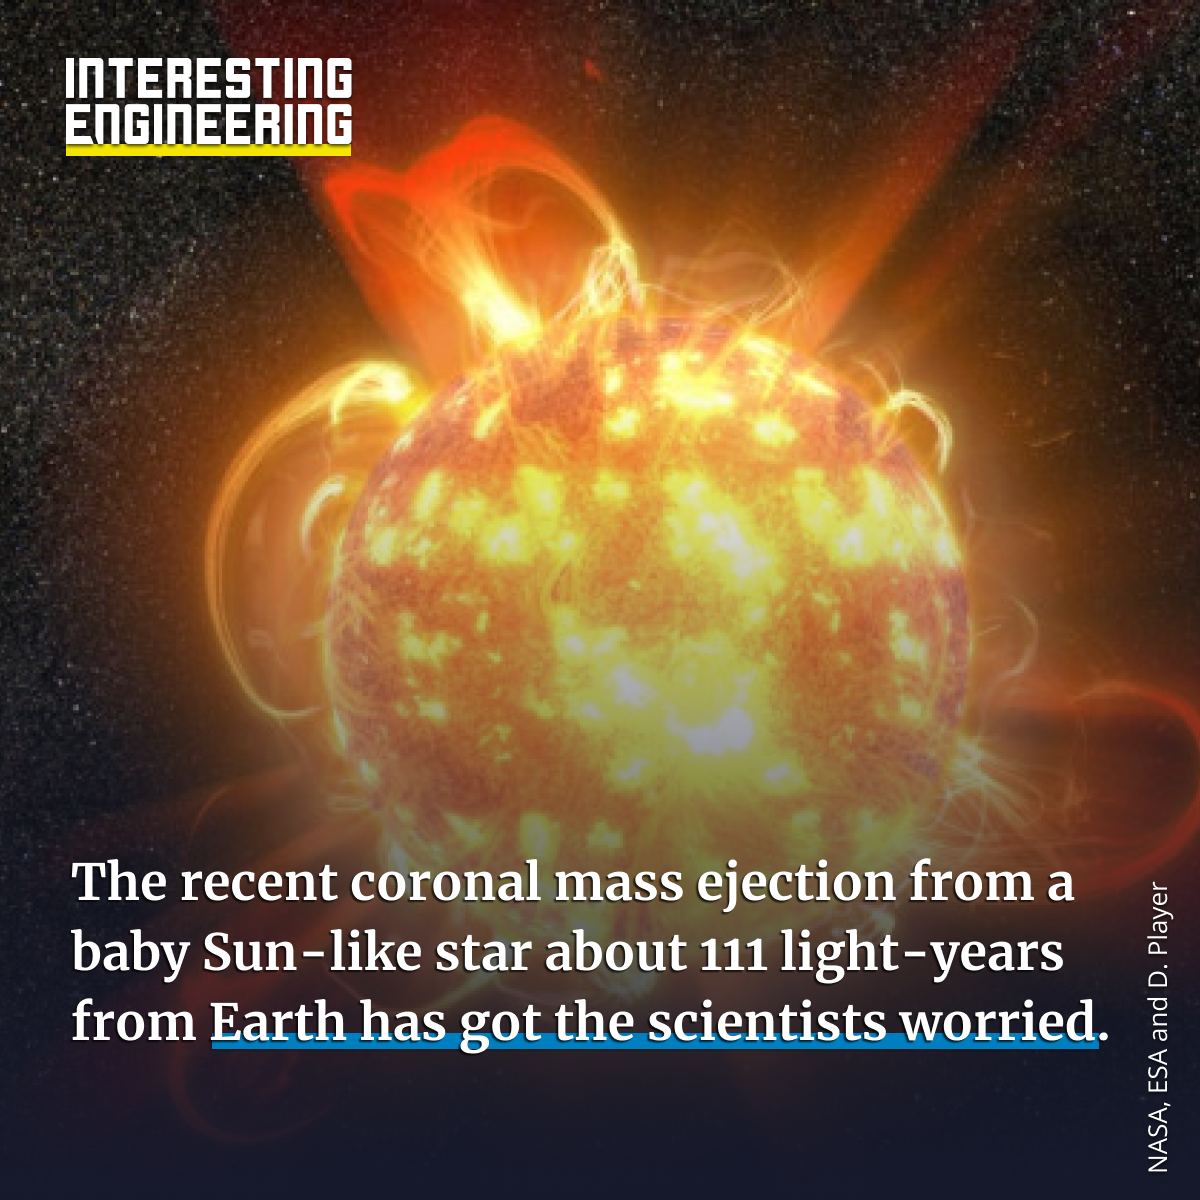 INTERESTING
ENGINEERING
The recent coronal mass ejection from a
baby Sun-like star about 111 light-years
from Earth has got the scientists worried.
NASA, ESA and D. Player